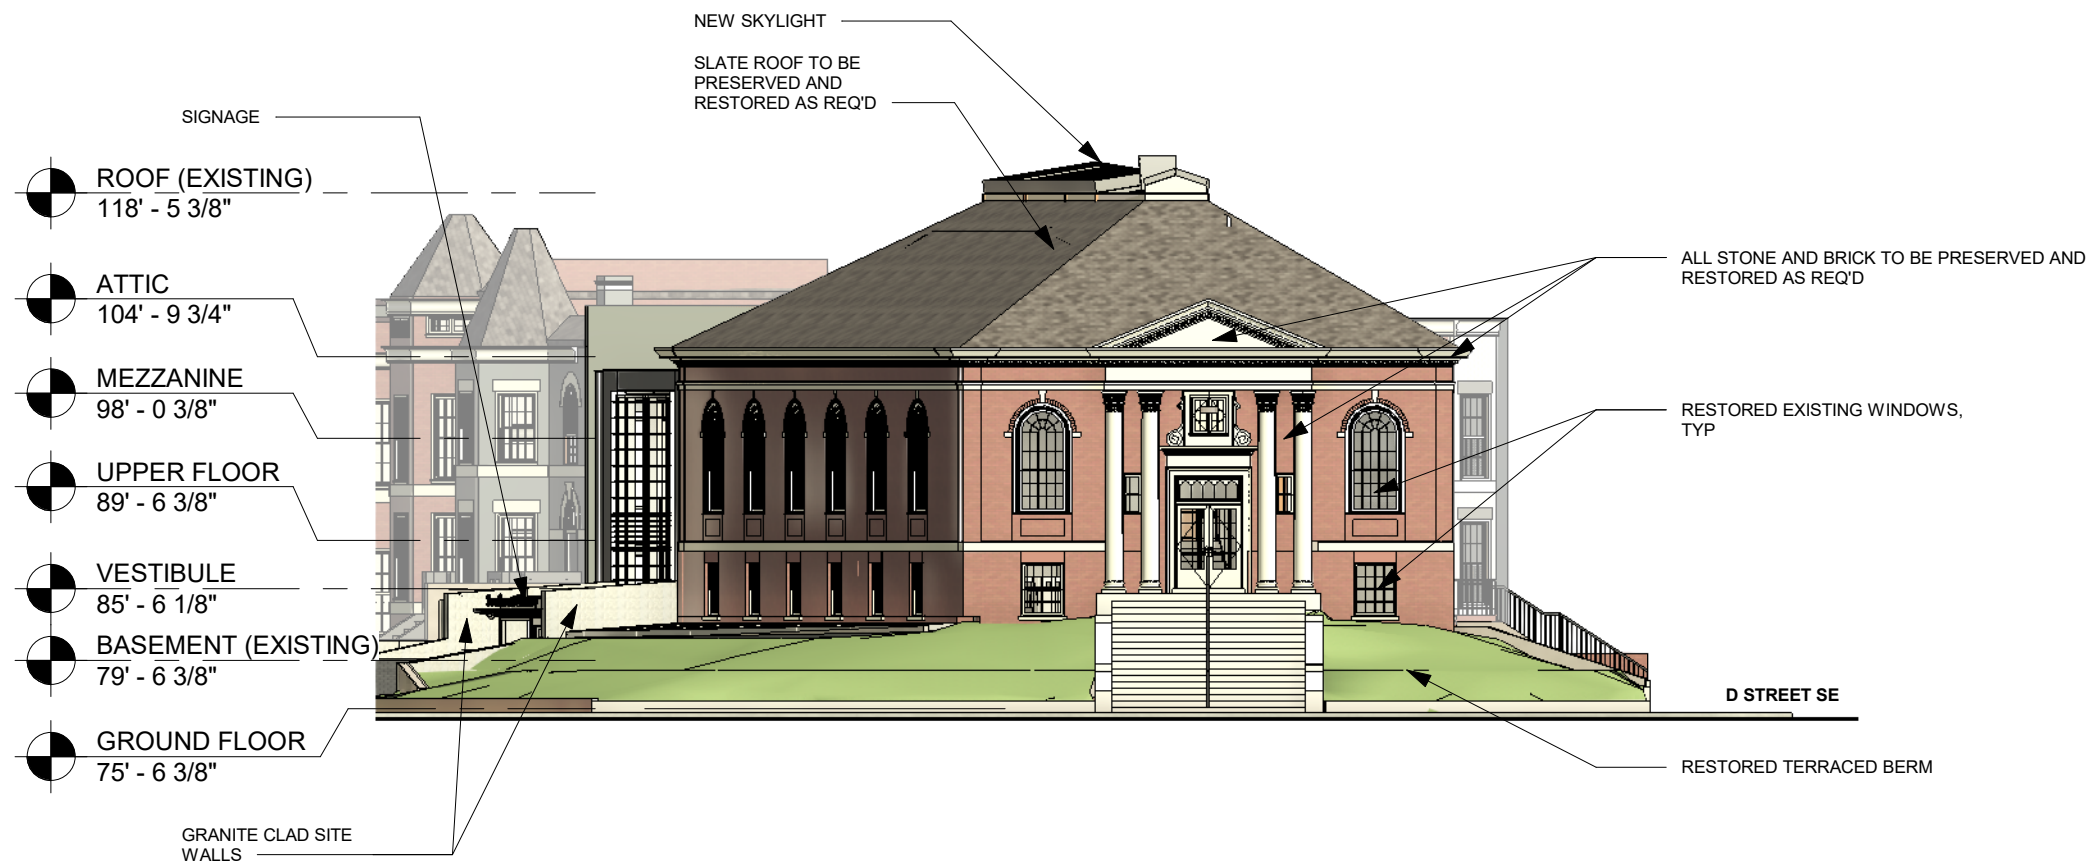 NEW SKYLIGHT
SLATE ROOF TO BE
PRESERVED AND
RESTORED AS REQ'D
SIGNAGE
ROOF (EXISTING)
118' - 5 3/8"
ATTIC
104' - 9 3/4"
MEZZANINE
98' - 0 3/8"
UPPER FLOOR
89' - 6 3/8"
VESTIBULE
85' - 6 1/8"
BASEMENT (EXISTING)
79' - 6 3/8"
GROUND FLOOR
75' - 6 3/8"
GRANITE CLAD SITE
WALLS
ALL STONE AND BRICK TO BE PRESERVED AND
RESTORED AS REQ'D
RESTORED EXISTING WINDOWS,
TYP
D STREET SE
RESTORED TERRACED BERM